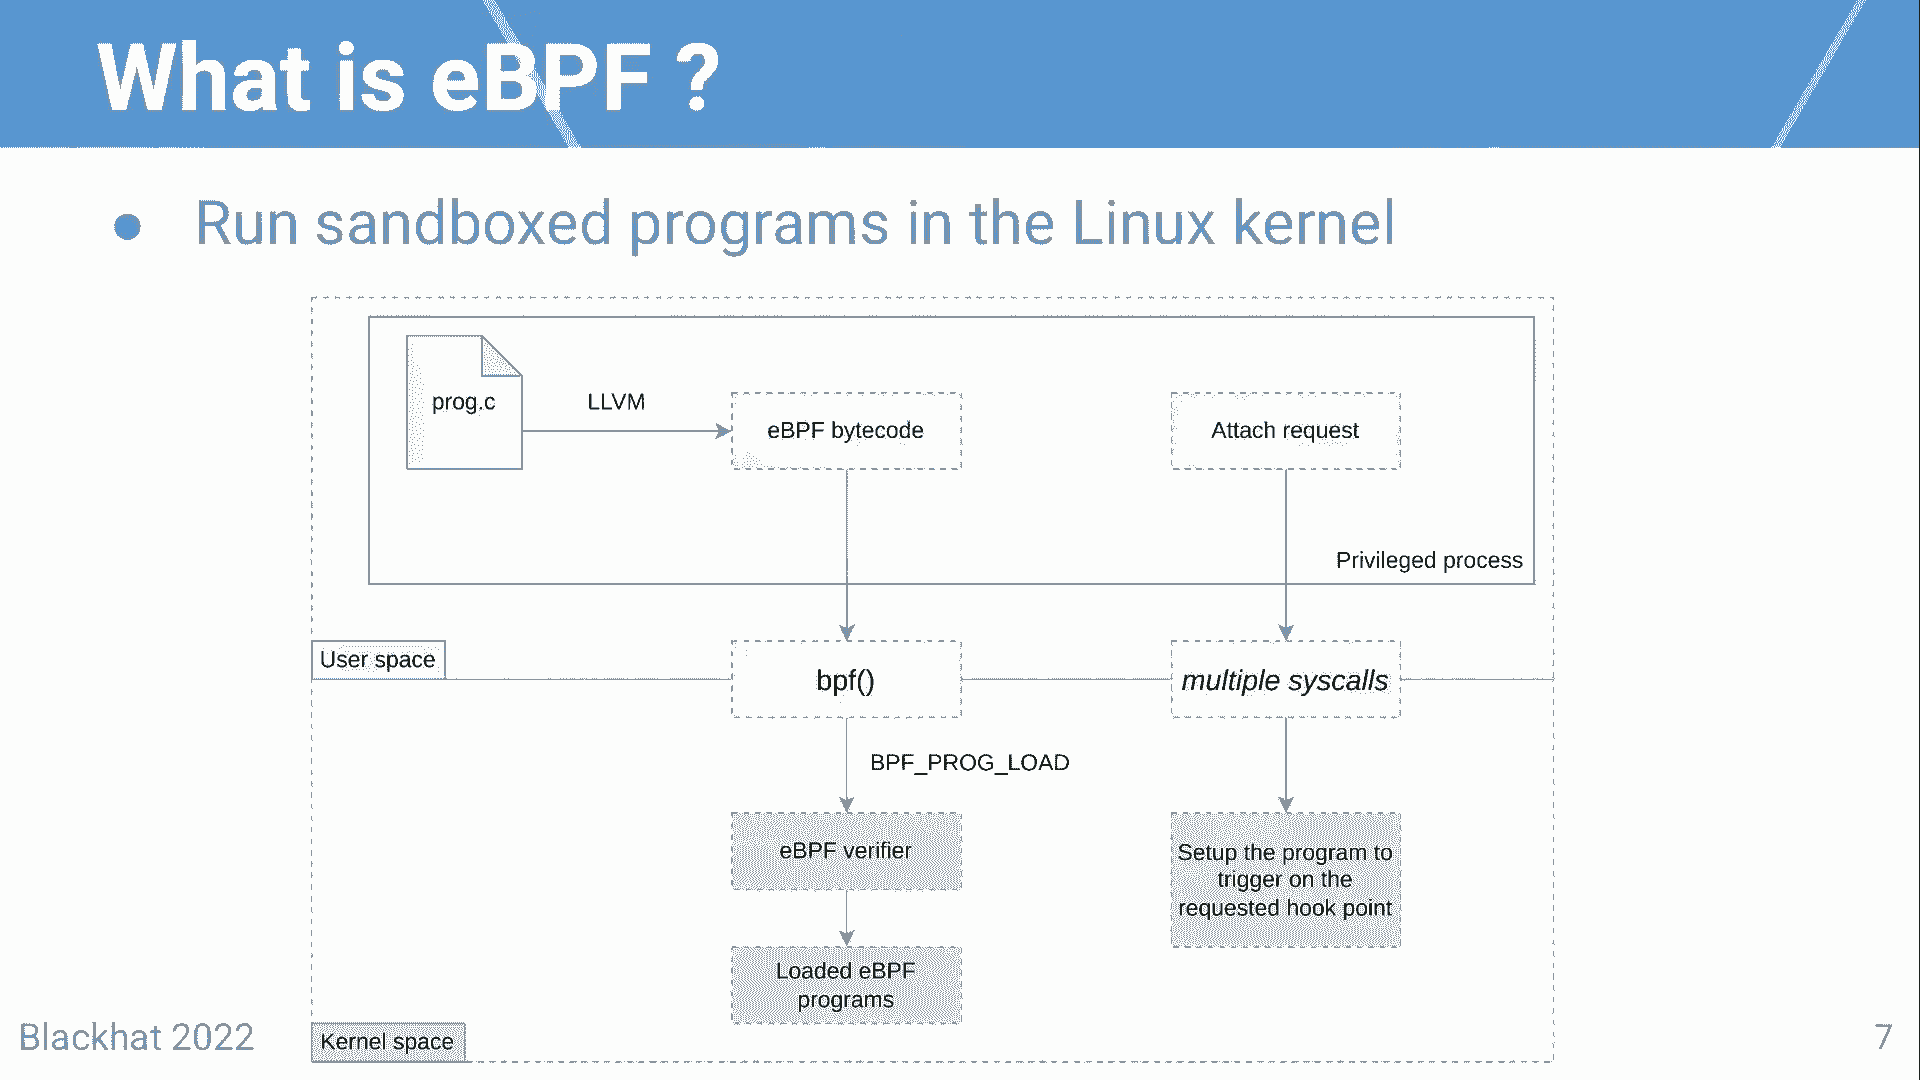 What is eBPF ?
● Run sandboxed programs in the Linux kernel
prog.c
LLVM
eBPF bytecode
Attach request
Privileged process
User space
bpf()
multiple syscalls
BPF_PROG_LOAD
eBPF verifier
Setup the program to
trigger on the
requested hook point
Loaded eBPF
programs
Kernel space
Blackhat 2022
7